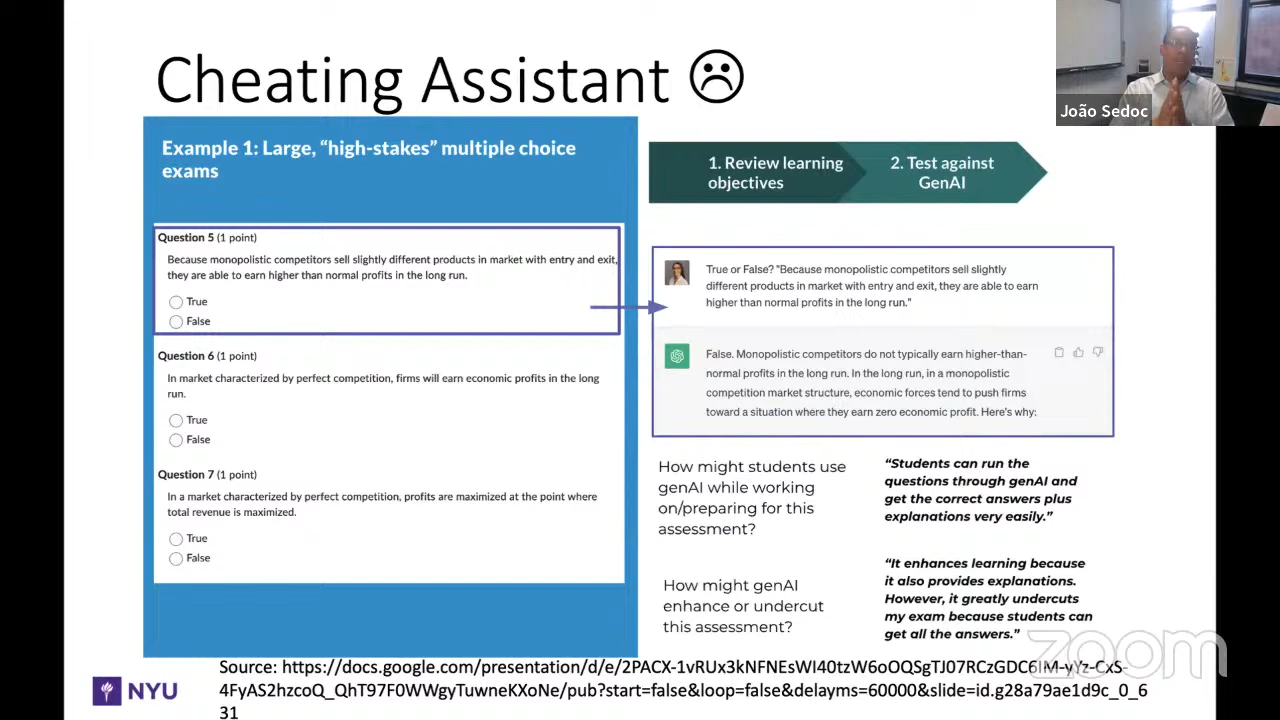 Cheating Assistant ☹
João Sedoc
Example 1: Large, “high-stakes” multiple choice
exams
1. Review learning
objectives
2. Test against
GenAI
Question 5 (1 point)
Because monopolistic competitors sell slightly different products in market with entry and exit,
they are able to earn higher than normal profits in the long run.
True
False
Question 6 (1 point)
In market characterized by perfect competition, firms will earn economic profits in the long
run.
True
False
Question 7 (1 point)
In a market characterized by perfect competition, profits are maximized at the point where
total revenue is maximized.
True
False
True or False? "Because monopolistic competitors sell slightly
different products in market with entry and exit, they are able to earn
higher than normal profits in the long run."
False. Monopolistic competitors do not typically earn higher-than-
normal profits in the long run. In the long run, in a monopolistic
competition market structure, economic forces tend to push firms
toward a situation where they earn zero economic profit. Here's why:
How might students use
genAI while working
on/preparing for this
assessment?
“Students can run the
questions through genAI and
get the correct answers plus
explanations very easily.”
How might genAI
enhance or undercut
this assessment?
“It enhances learning because
it also provides explanations.
However, it greatly undercuts
my exam because students can
get all the answers.”
zoom
Source: https://docs.google.com/presentation/d/e/2PACX-1vRUx3kNFNEsWI40tzW6oOQSgTJ07RCzGDC6IM-yYz-CxS-
4FyAS2hzcoQ_QhT97F0WWgyTuwneKXoNe/pub?start=false&loop=false&delayms=60000&slide=id.g28a79ae1d9c_0_6
31
NYU